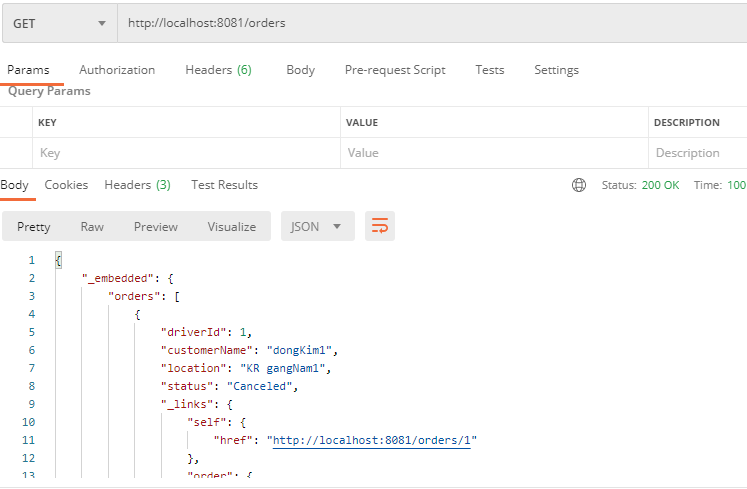 GET http://localhost:8081/orders
Params Authorization Headers (6) Body Pre-request Script Tests Settings
Query Params
KEY VALUE DESCRIPTION
Key Value Description
Body Cookies Headers (3) Test Results Status: 200 OK Time: 100
Pretty Raw Preview Visualize JSON
1 {
2 "_embedded": {
3 "orders": [
4 {
5 "driverId": 1,
6 "customerName": "dongKim1",
7 "location": "KR gangNam1",
8 "status": "Canceled",
9 "_links": {
10 "self": {
11 "href": "http://localhost:8081/orders/1"
12 },
13 "order": {